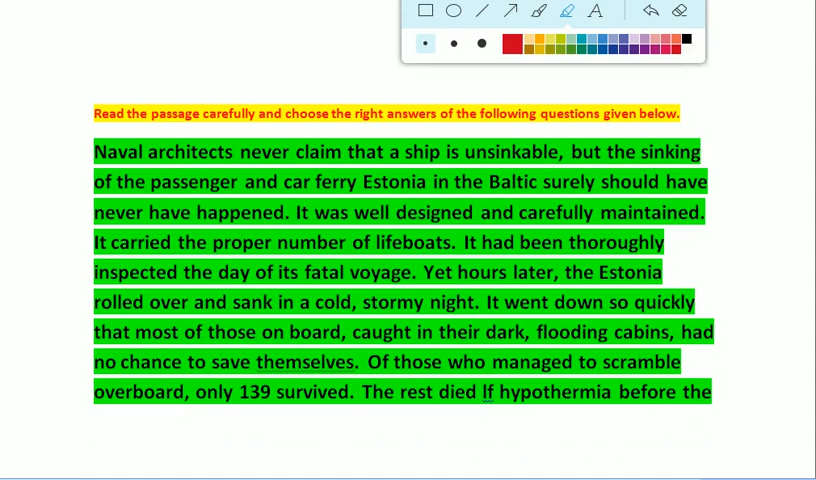 A
Read the passage carefully and choose the right answers of the following questions given below.
Naval architects never claim that a ship is unsinkable, but the sinking
of the passenger and car ferry Estonia in the Baltic surely should have
never have happened. It was well designed and carefully maintained.
It carried the proper number of lifeboats. It had been thoroughly
inspected the day of its fatal voyage. Yet hours later, the Estonia
rolled over and sank in a cold, stormy night. It went down so quickly
that most of those on board, caught in their dark, flooding cabins, had
no chance to save themselves. Of those who managed to scramble
overboard, only 139 survived. The rest died lf hypothermia before the